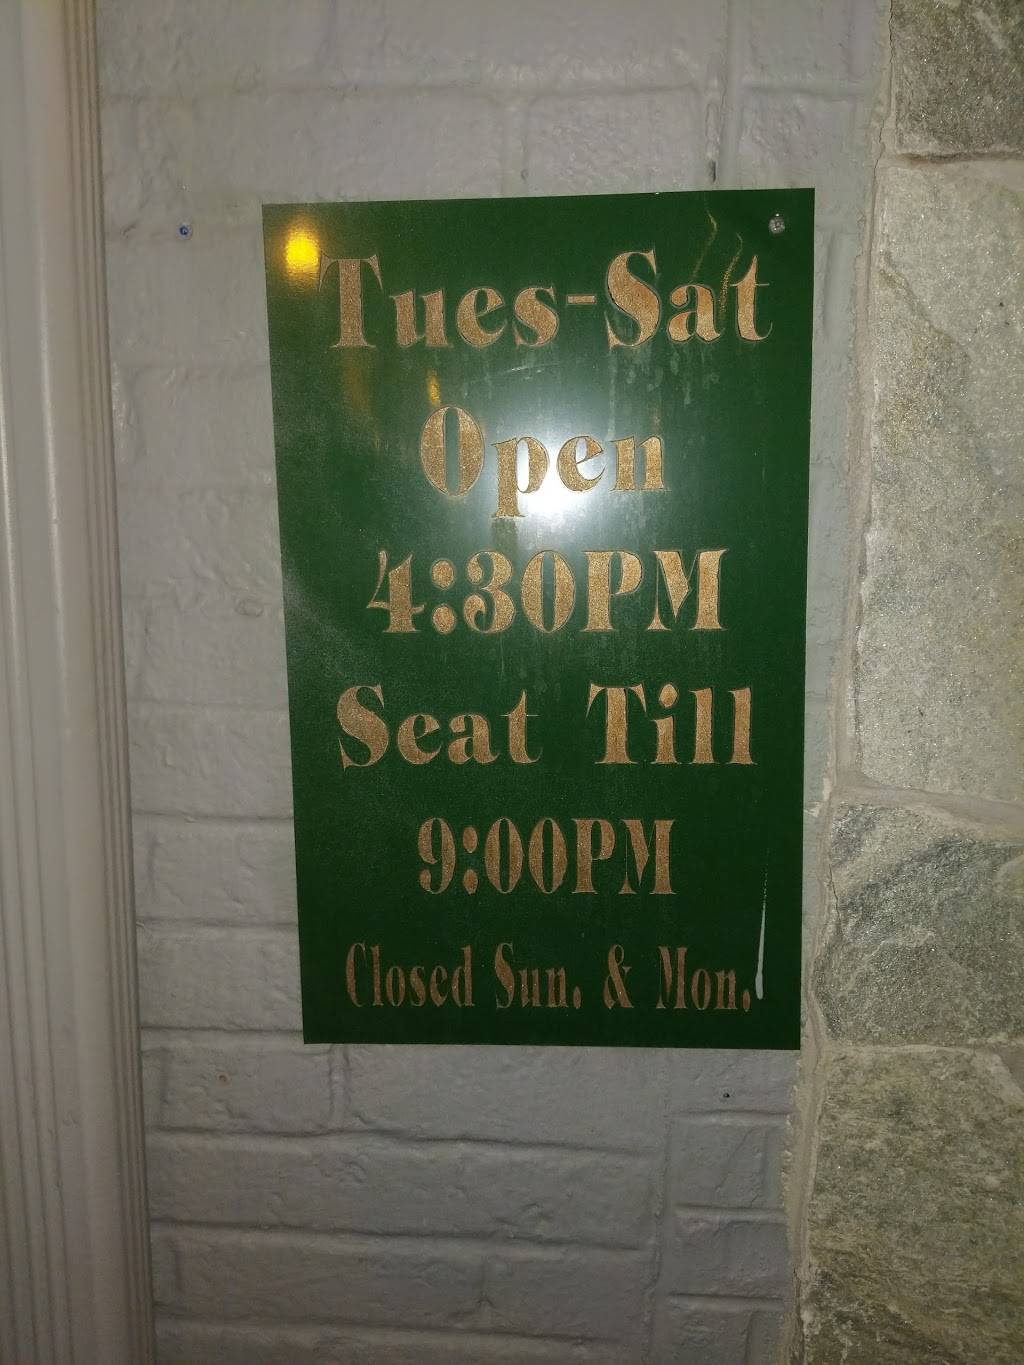 Tues-Sat
Open
4:30PM
Seat Till
9:00PM
Closed Sun. & Mon.